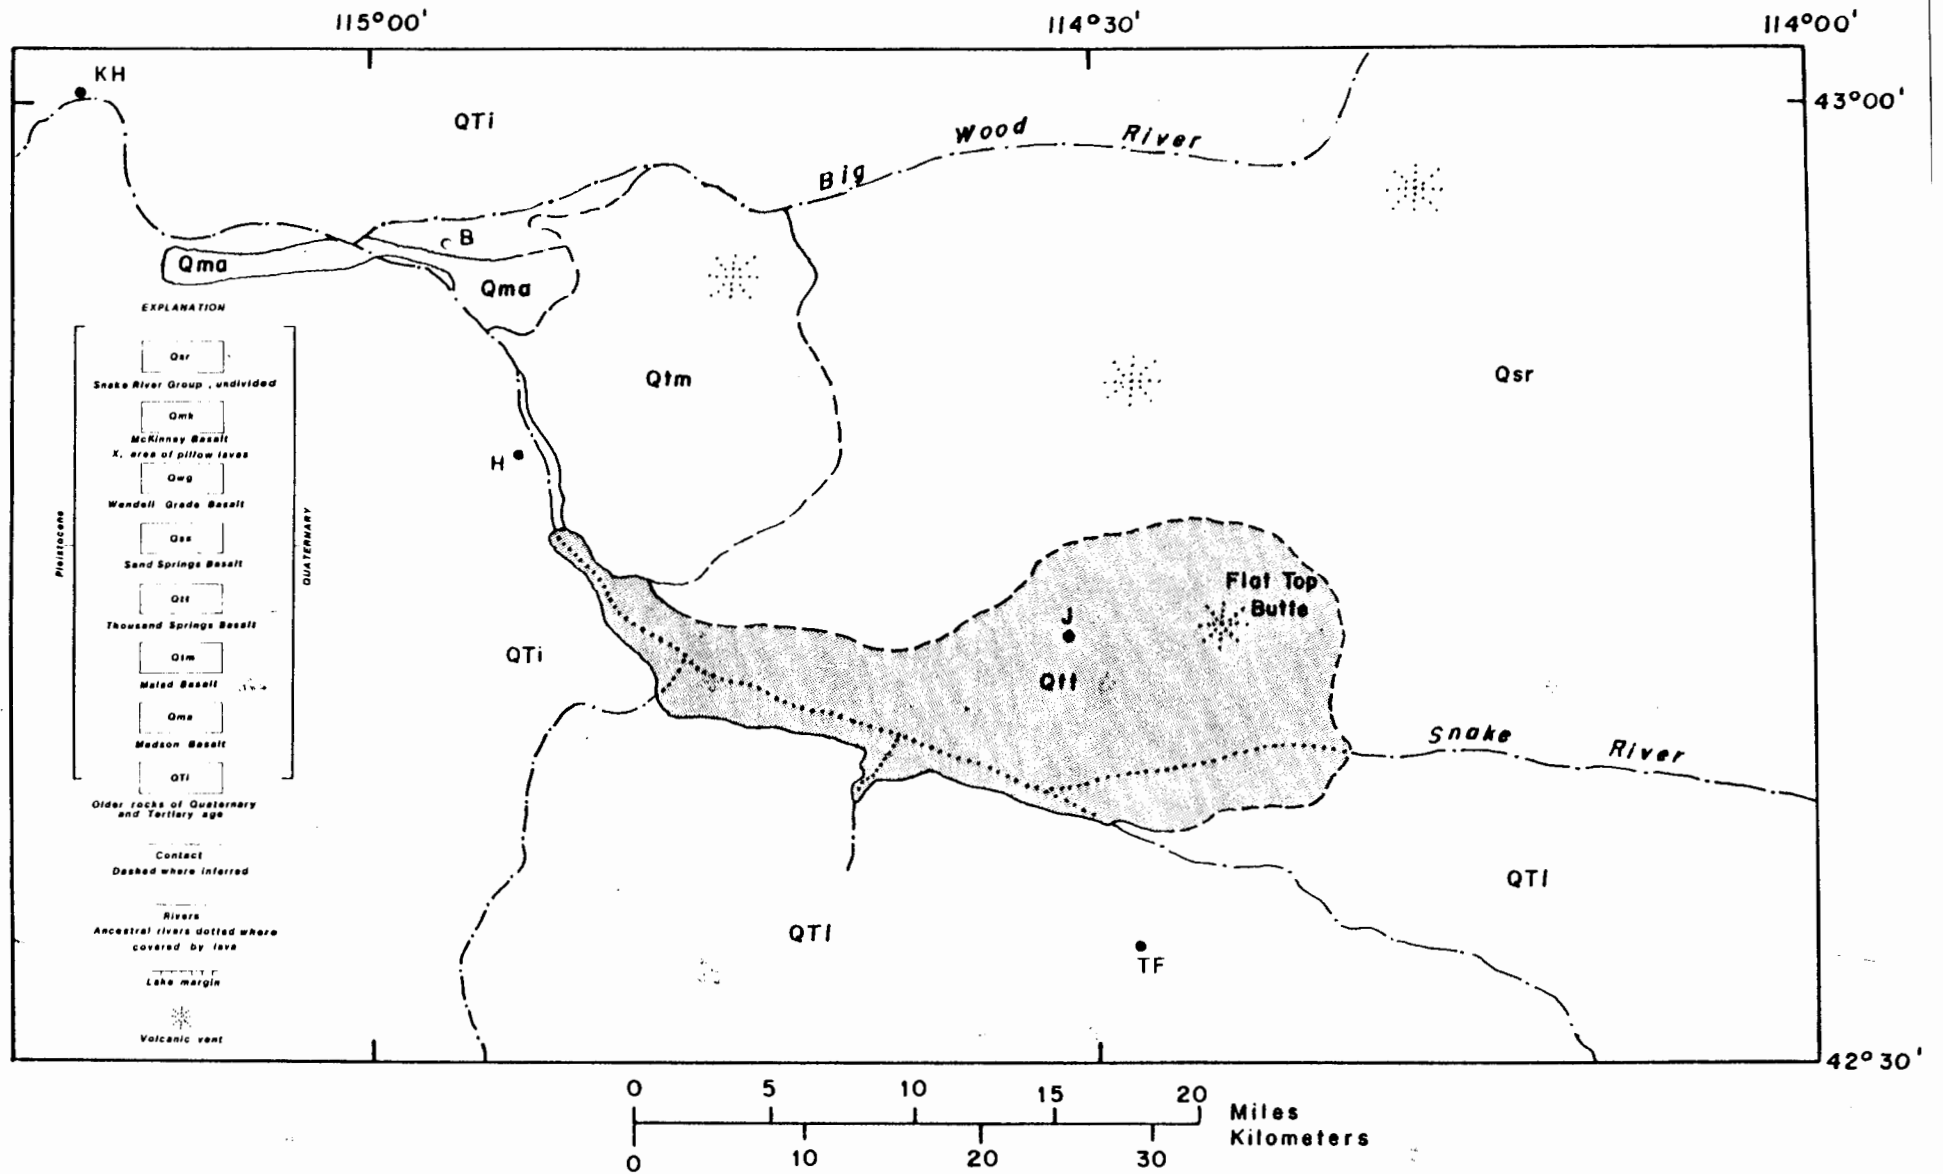 115°00'
114°30'
114°00'
KH
43°00'
QTi
Wood River
Big
B
Qma
Qma
EXPLANATION
Qsr
Snake River Group, undivided
Qmk
McKinney Basalt
X, area of pillow lavas
Qwg
Wendell Grade Basalt
Qss
Sand Springs Basalt
Qtt
Thousand Springs Basalt
Qtm
Malad Basalt
Qma
Madson Basalt
QTi
Older rocks of Quaternary
and Tertiary age
Pleistocene
QUATERNARY
Contact
Dashed where inferred
Rivers
Ancestral rivers dotted where
covered by lava
Lake margin
Volcanic vent
Qtm
Qsr
H
Flat Top
Butte
J
QTi
Qtt
Snake River
QTi
QTi
TF
42°30'
0 5 10 15 20
Miles
Kilometers
0 10 20 30